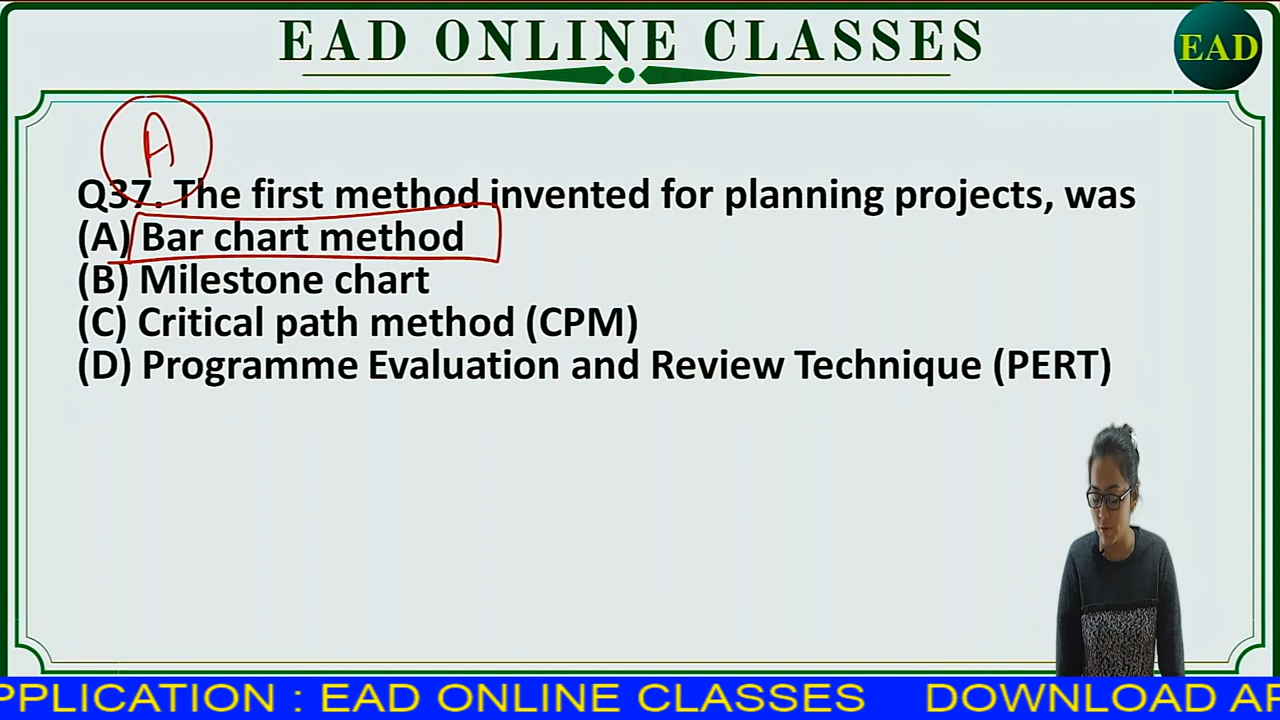 EAD ONLINE CLASSES
EAD
A
Q37. The first method invented for planning projects, was
(A) Bar chart method
(B) Milestone chart
(C) Critical path method (CPM)
(D) Programme Evaluation and Review Technique (PERT)
PPLICATION : EAD ONLINE CLASSES DOWNLOAD AP